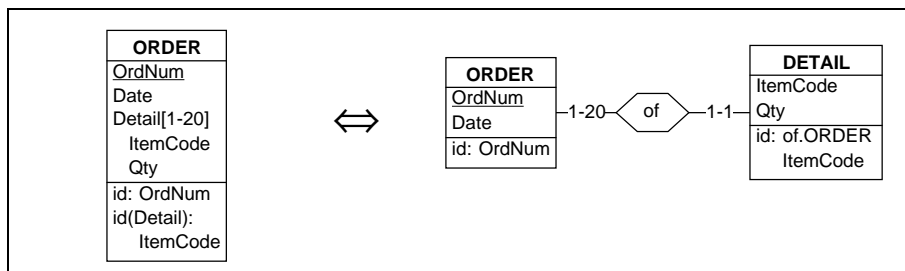 ORDER
OrdNum
Date
Detail[1-20]
ItemCode
Qty
id: OrdNum
id(Detail):
ItemCode
ORDER
OrdNum
Date
id: OrdNum
1-20
of
1-1
DETAIL
ItemCode
Qty
id: of.ORDER
ItemCode